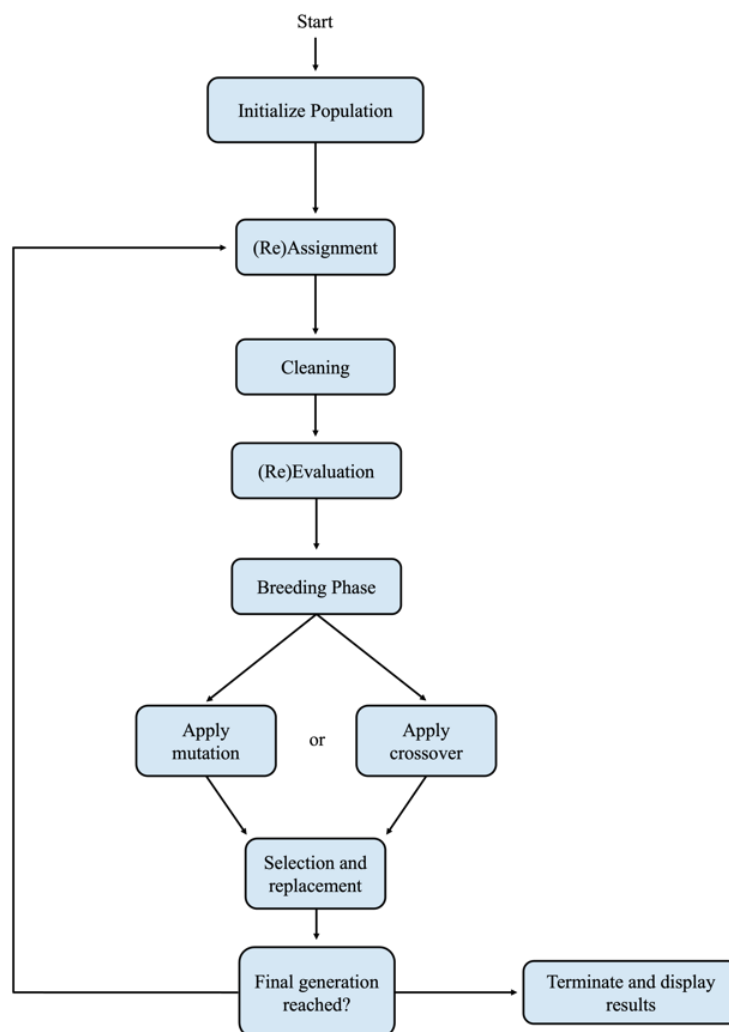 Start
Initialize Population
(Re)Assignment
Cleaning
(Re)Evaluation
Breeding Phase
Apply
mutation
or
Apply
crossover
Selection and
replacement
Final generation
reached?
Terminate and display
results